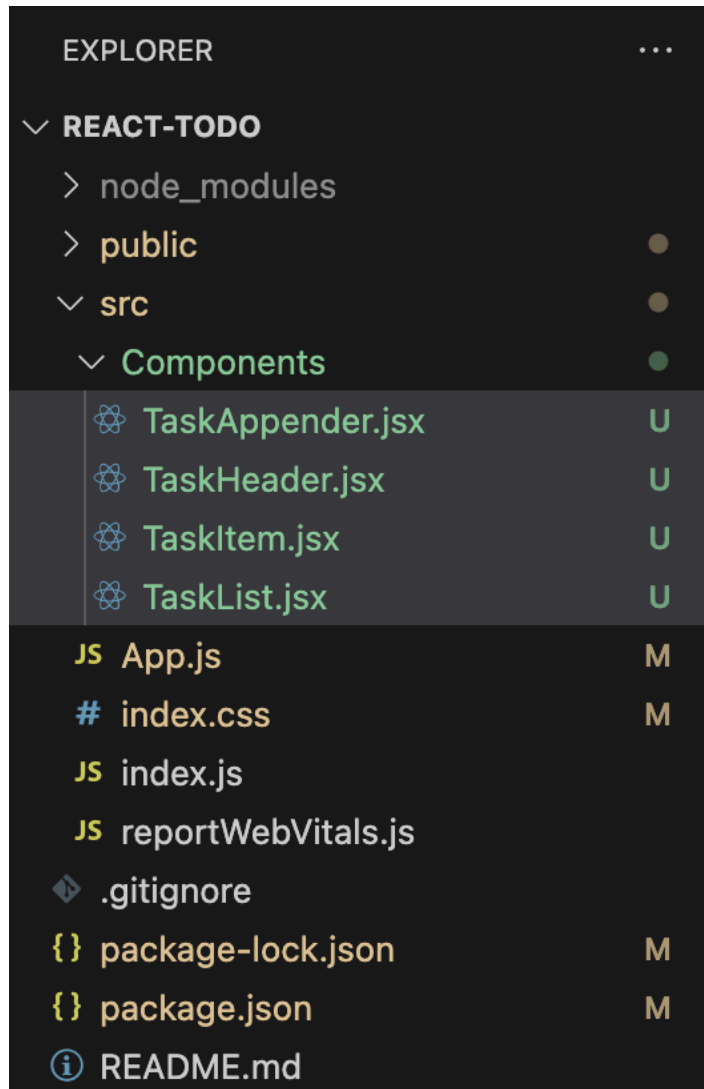 EXPLORER ...
REACT-TODO
node_modules
public
src
Components
TaskAppender.jsx U
TaskHeader.jsx U
TaskItem.jsx U
TaskList.jsx U
JS App.js M
# index.css M
JS index.js
JS reportWebVitals.js
.gitignore
{} package-lock.json M
{} package.json M
README.md